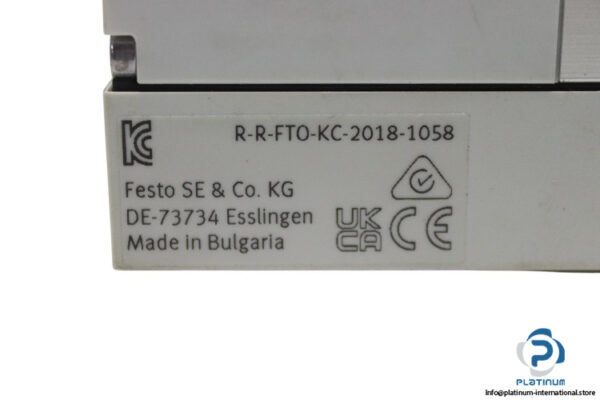 KC
R-R-FTO-KC-2018-1058
Festo SE & Co. KG
DE-73734 Esslingen
Made in Bulgaria
UK
CA
CE
PLATINUM
Info@platinum-international.store